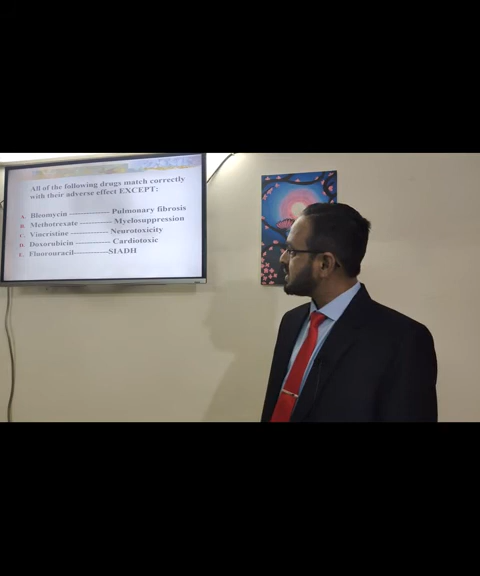 All of the following drugs match correctly
with their adverse effect EXCEPT:
A. Bleomycin ---------------- Pulmonary fibrosis
B. Methotrexate ------------- Myelosuppression
C. Vincristine --------------- Neurotoxicity
D. Doxorubicin -------------- Cardiotoxic
E. Fluorouracil-------------SIADH